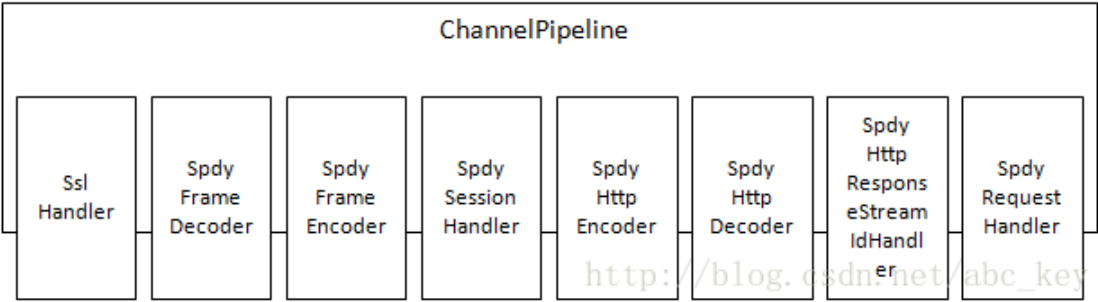 ChannelPipeline
Ssl
Handler
Spdy
Frame
Decoder
Spdy
Frame
Encoder
Spdy
Session
Handler
Spdy
Http
Encoder
Spdy
Http
Decoder
Spdy
Http
Respons
eStream
IdHandl
er
Spdy
Request
Handler
http://blog.csdn.net/abc_key